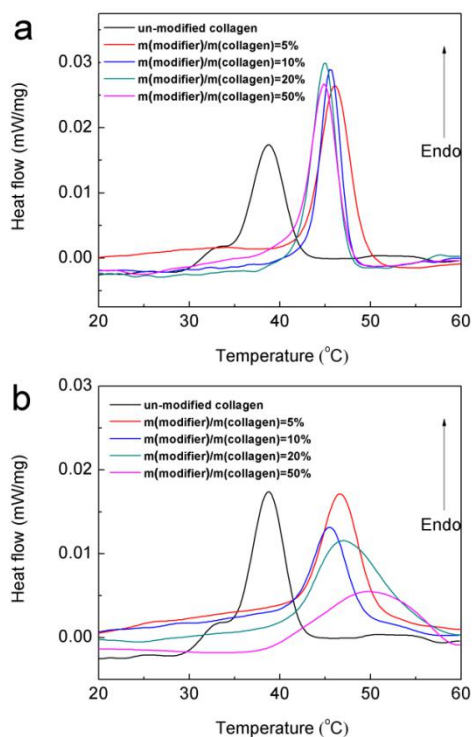 a
un-modified collagen
m(modifier)/m(collagen)=5%
m(modifier)/m(collagen)=10%
m(modifier)/m(collagen)=20%
m(modifier)/m(collagen)=50%
Endo
Heat flow (mW/mg)
0.03
0.02
0.01
0.00
20 30 40 50 60
Temperature (°C)
b
un-modified collagen
m(modifier)/m(collagen)=5%
m(modifier)/m(collagen)=10%
m(modifier)/m(collagen)=20%
m(modifier)/m(collagen)=50%
Endo
Heat flow (mW/mg)
0.03
0.02
0.01
0.00
20 30 40 50 60
Temperature (°C)